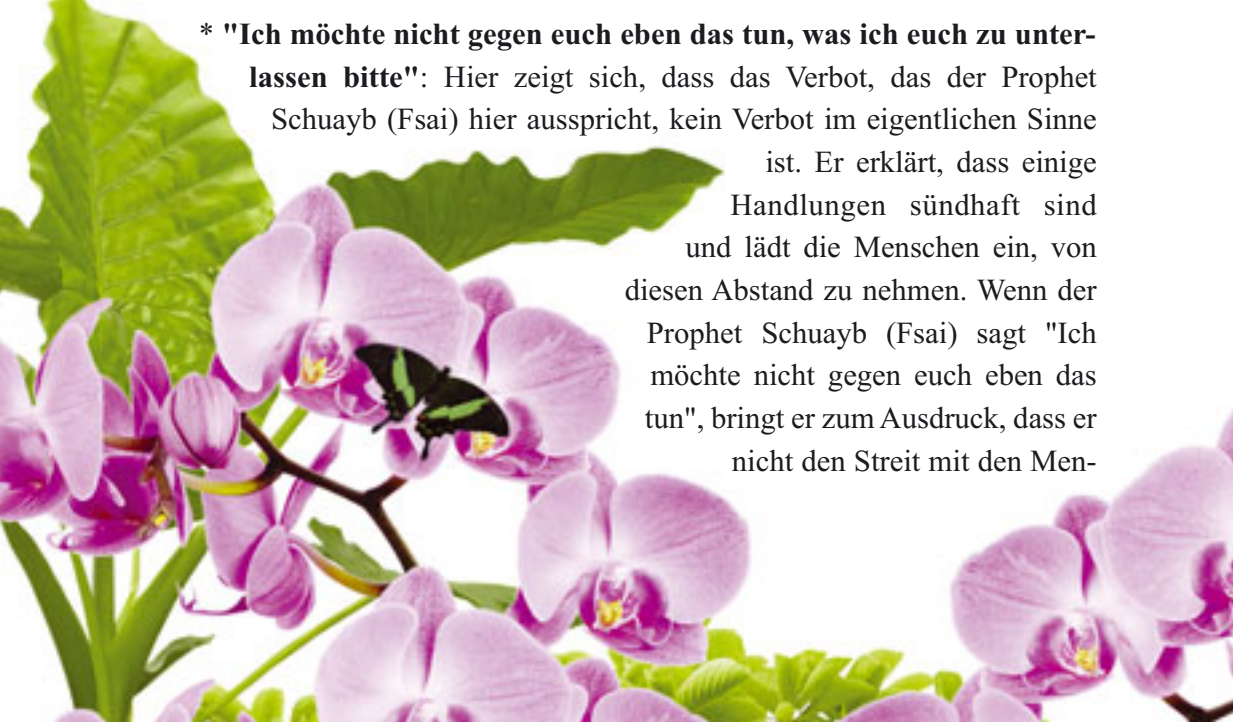 * "Ich möchte nicht gegen euch eben das tun, was ich euch zu unter-
lassen bitte": Hier zeigt sich, dass das Verbot, das der Prophet
Schuayb (Fsai) hier ausspricht, kein Verbot im eigentlichen Sinne
ist. Er erklärt, dass einige
Handlungen sündhaft sind
und lädt die Menschen ein, von
diesen Abstand zu nehmen. Wenn der
Prophet Schuayb (Fsai) sagt "Ich
möchte nicht gegen euch eben das
tun", bringt er zum Ausdruck, dass er
nicht den Streit mit den Men-